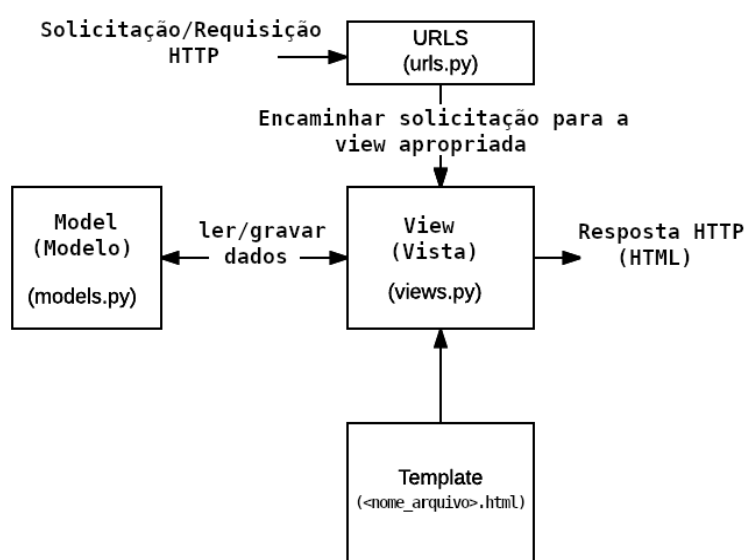 Solicitação/Requisição
HTTP
URLS
(urls.py)
Encaminhar solicitação para a
view apropriada
Model
(Modelo)
(models.py)
ler/gravar
dados
View
(Vista)
(views.py)
Resposta HTTP
(HTML)
Template
(<nome_arquivo>.html)